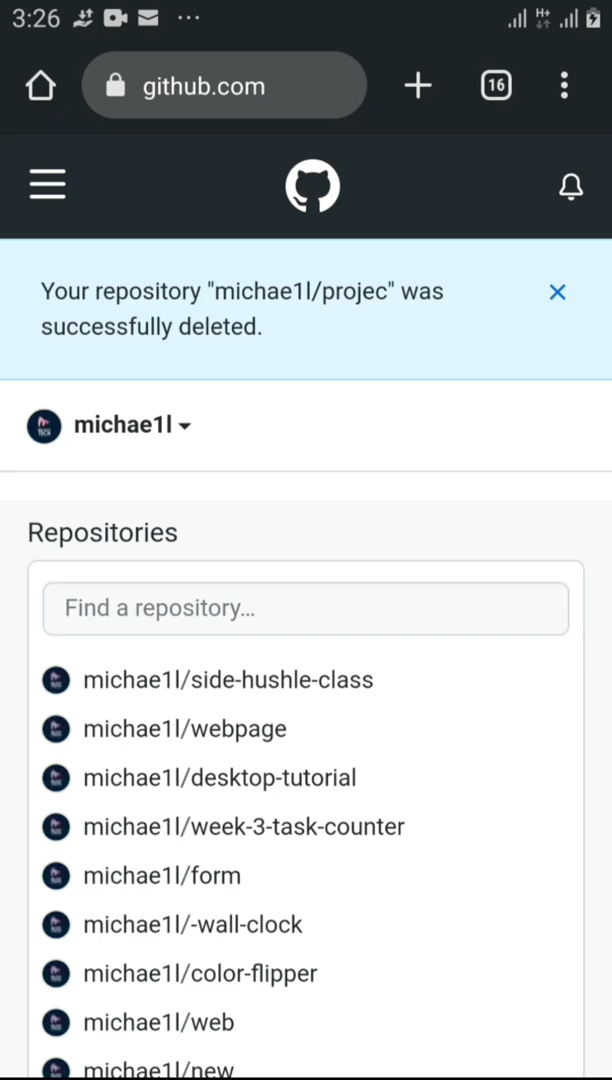 3:26
H+
github.com
16
Your repository "michae1l/projec" was
successfully deleted.
michae1l
Repositories
Find a repository...
michae1l/side-hushle-class
michae1l/webpage
michae1l/desktop-tutorial
michae1l/week-3-task-counter
michae1l/form
michae1l/-wall-clock
michae1l/color-flipper
michae1l/web
michae1l/new